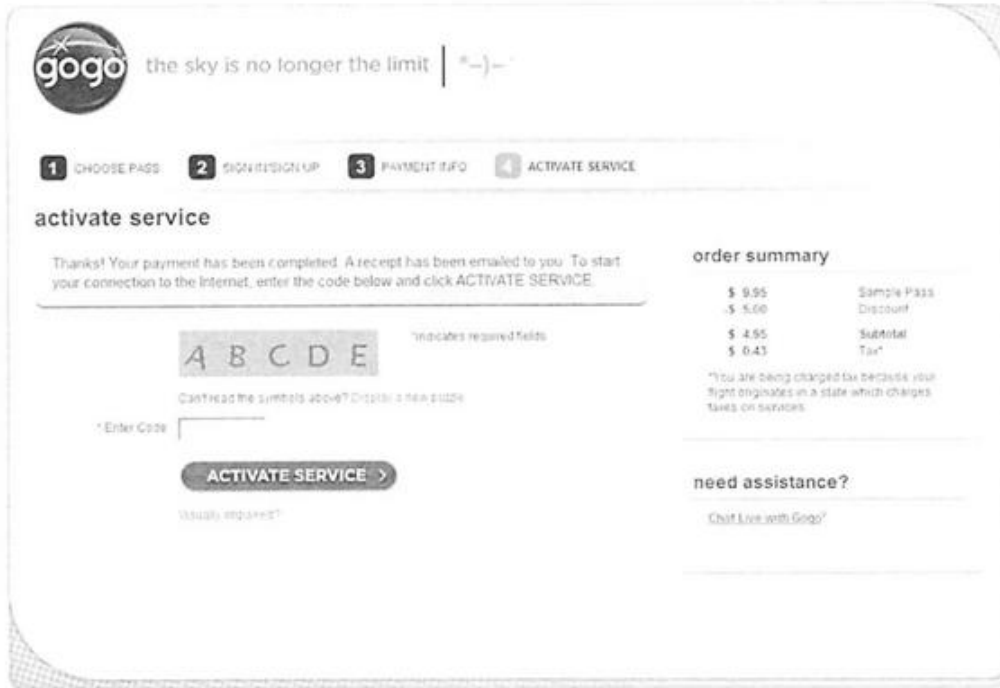 gogo
the sky is no longer the limit | *–)–·
1 CHOOSE PASS 2 SIGN IN/SIGN UP 3 PAYMENT INFO 4 ACTIVATE SERVICE
activate service
Thanks! Your payment has been completed. A receipt has been emailed to you. To start
your connection to the Internet, enter the code below and click ACTIVATE SERVICE.
*indicates required fields
A B C D E
Can't read the symbols above? Display a new puzzle
* Enter Code
ACTIVATE SERVICE >
Visually impaired?
order summary
$ 9.95 Sample Pass
-$ 5.00 Discount
$ 4.95 Subtotal
$ 0.43 Tax*
*You are being charged tax because your
flight originates in a state which charges
taxes on services.
need assistance?
Chat Live with Gogo*